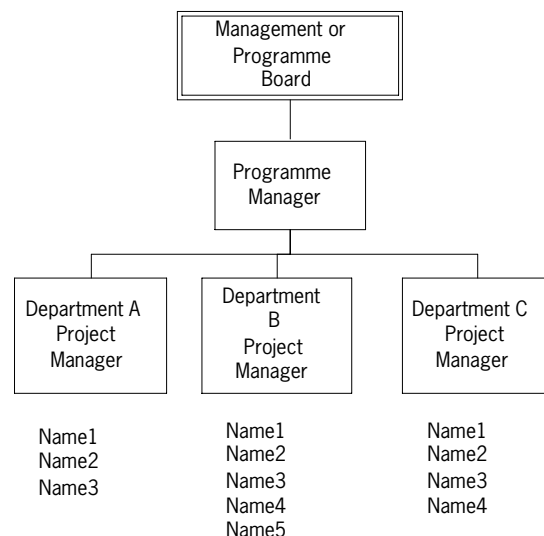 Management or
Programme
Board
Programme
Manager
Department A
Project
Manager
Department
B
Project
Manager
Department C
Project
Manager
Name1
Name2
Name3
Name1
Name2
Name3
Name4
Name5
Name1
Name2
Name3
Name4